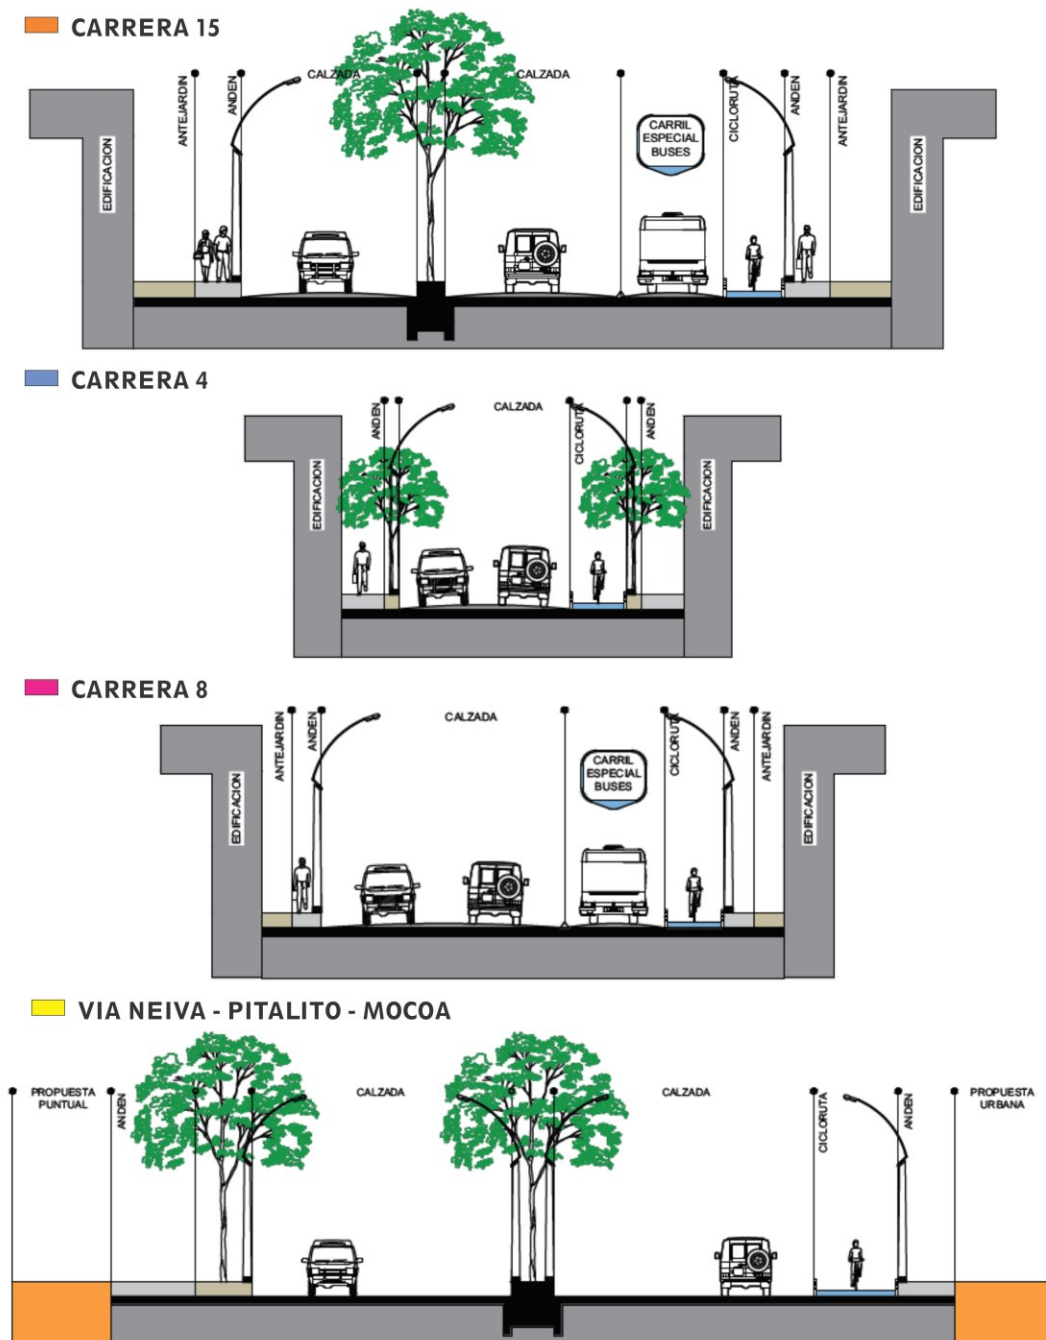 CARRERA 15
ANTEJARDIN
ANDEN
CALZADA
CALZADA
CICLORUTA
ANDEN
ANTEJARDIN
CARRIL
ESPECIAL
BUSES
EDIFICACION
EDIFICACION
CARRERA 4
ANDEN
CALZADA
CICLORUTA
ANDEN
EDIFICACION
EDIFICACION
CARRERA 8
ANTEJARDIN
ANDEN
CALZADA
CICLORUTA
ANDEN
ANTEJARDIN
CARRIL
ESPECIAL
BUSES
EDIFICACION
EDIFICACION
VIA NEIVA - PITALITO - MOCOA
PROPUESTA
PUNTUAL
ANDEN
CALZADA
CALZADA
CICLORUTA
ANDEN
PROPUESTA
URBANA